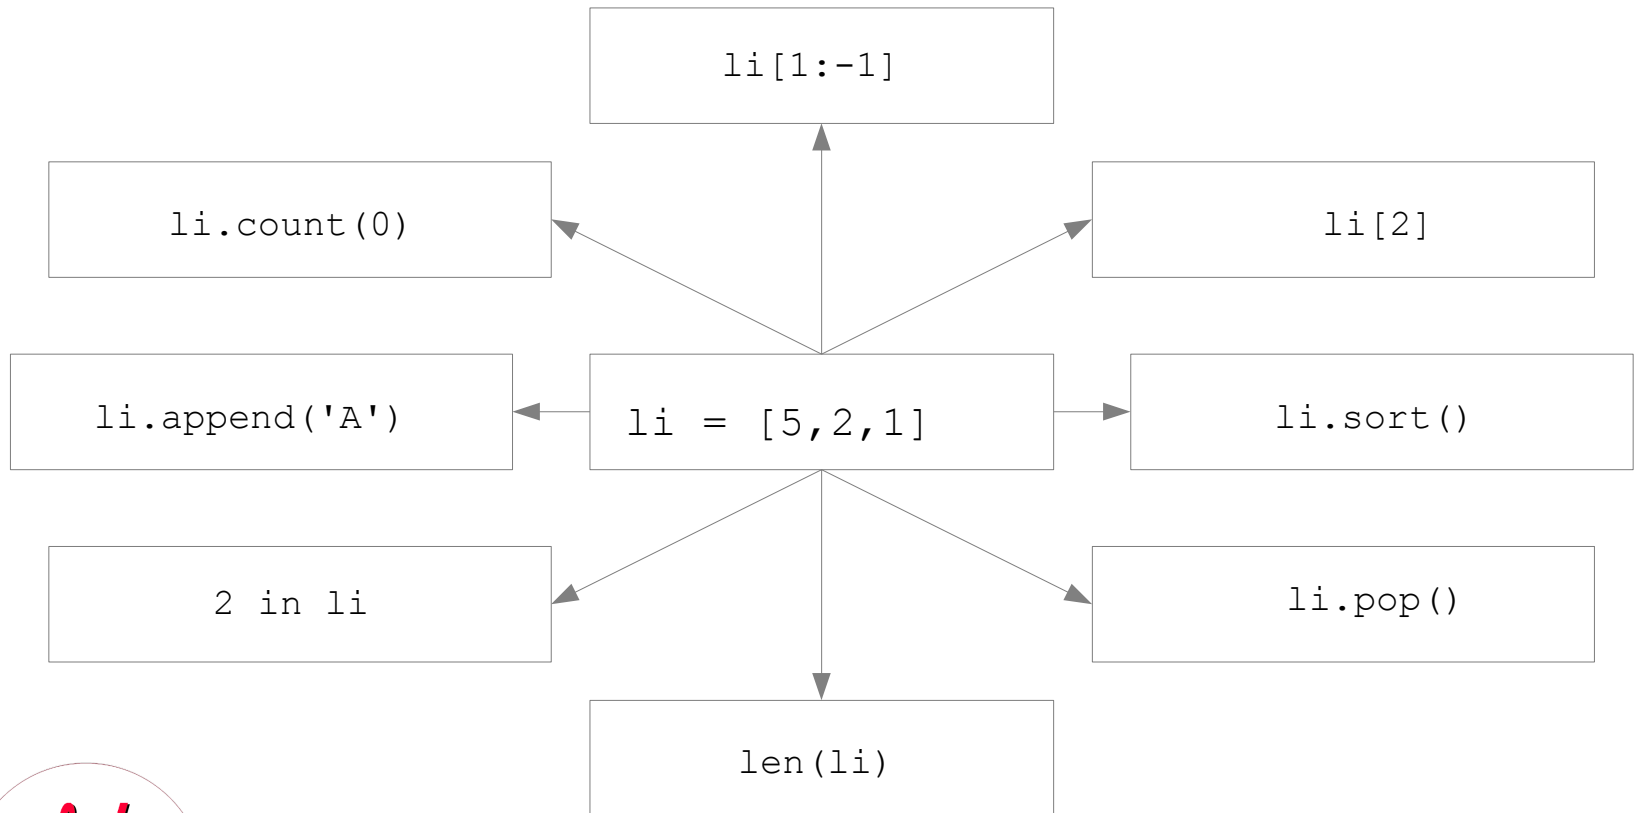 li[1:-1]
li.count(0)
li[2]
li.append('A')
li = [5,2,1]
li.sort()
2 in li
li.pop()
len(li)